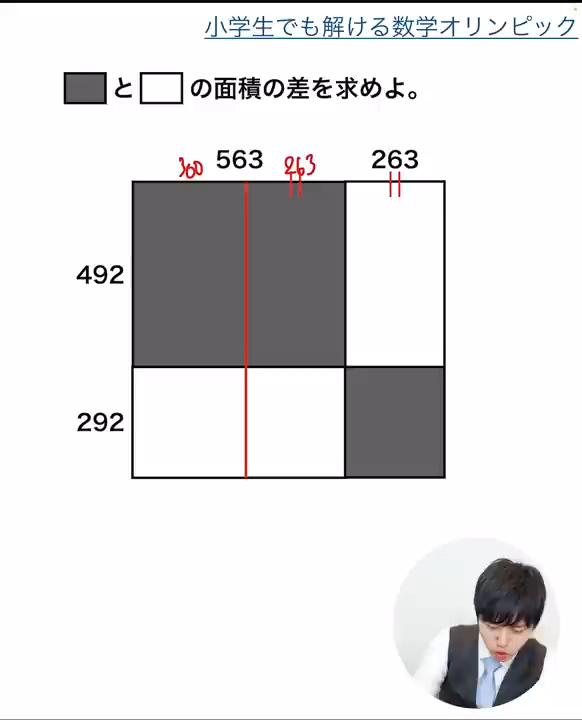 小学生でも解ける数学オリンピック
と の面積の差を求めよ。
300 563 263 263
492
292